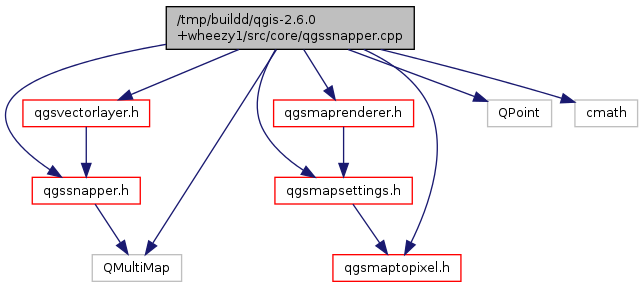 /tmp/buildd/qgis-2.6.0
+wheezy1/src/core/qgssnapper.cpp
qgsvectorlayer.h
qgsmaprenderer.h
QPoint
cmath
qgssnapper.h
qgsmapsettings.h
QMultiMap
qgsmaptopixel.h